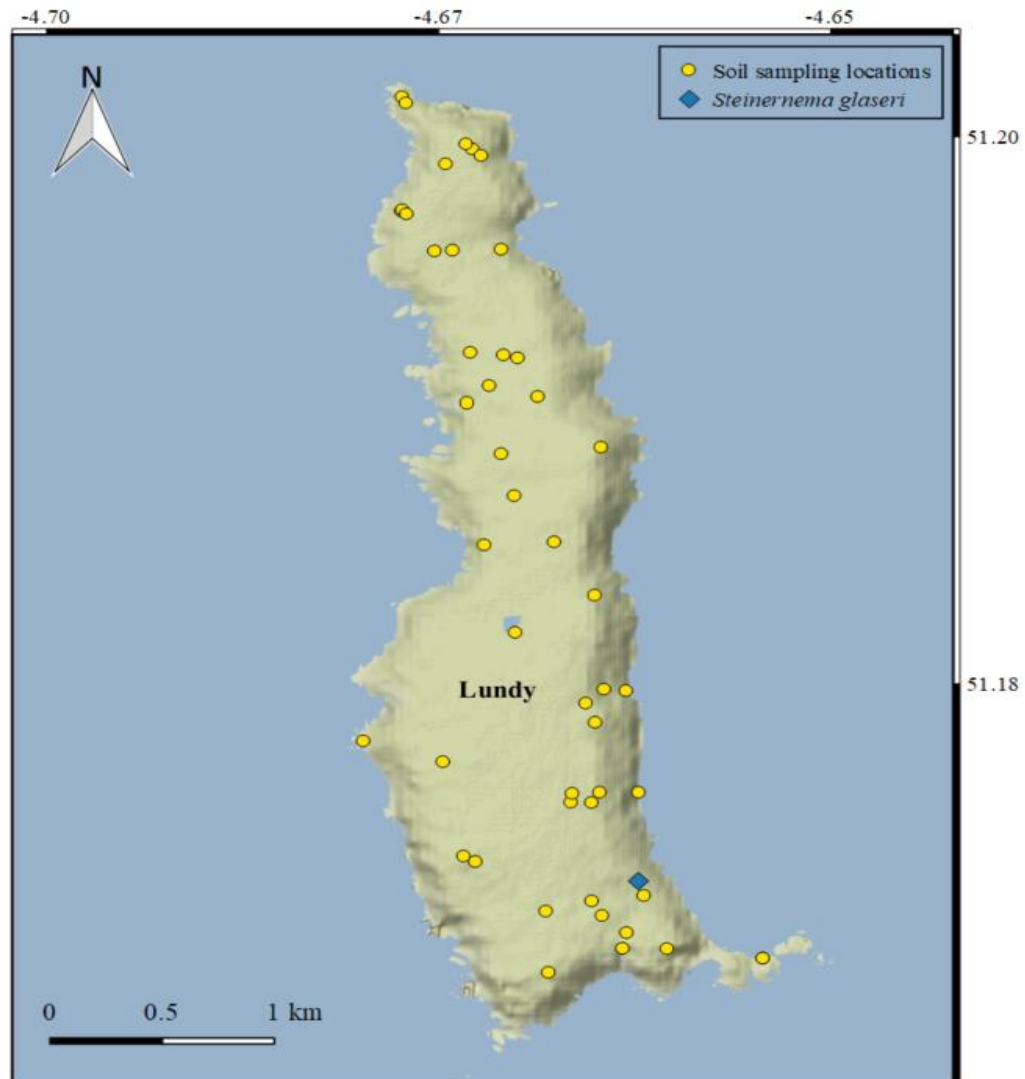 -4.70 -4.67 -4.65
N
Soil sampling locations
Steinernema glaseri
51.20
51.18
Lundy
0 0.5 1 km